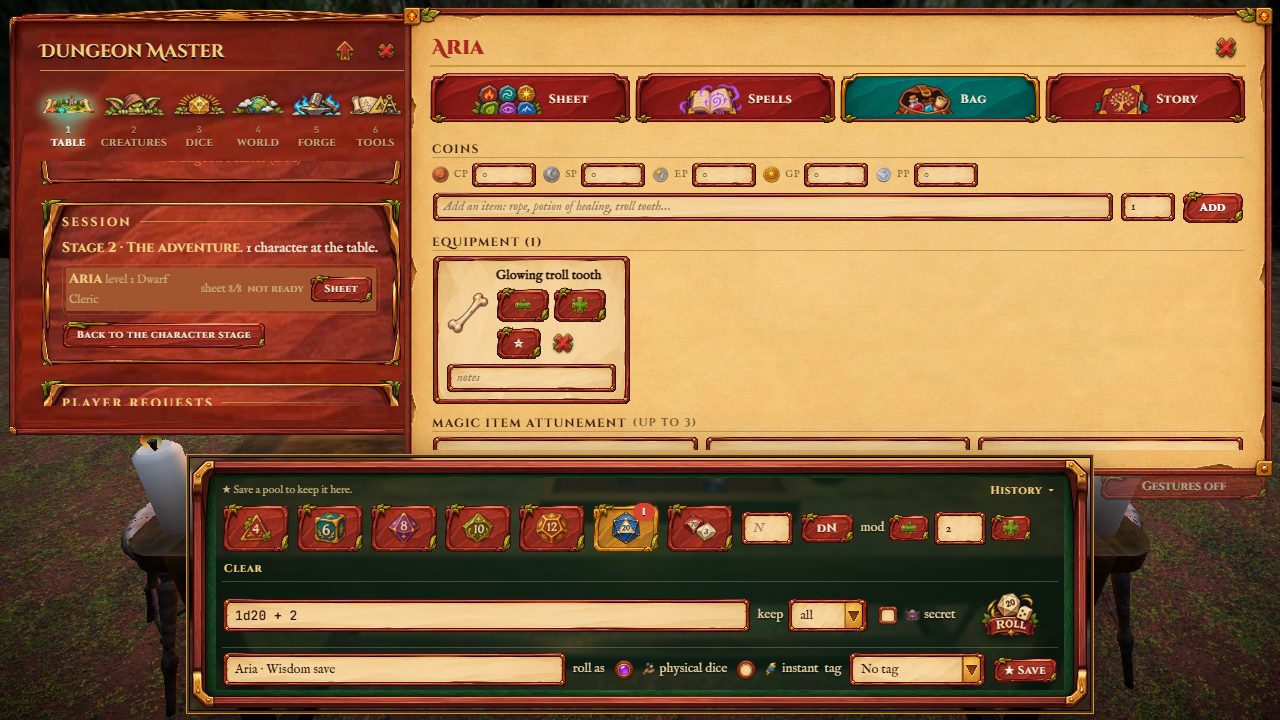 DUNGEON MASTER
1
TABLE
2
CREATURES
3
DICE
4
WORLD
5
FORGE
6
TOOLS
SESSION
STAGE 2 · THE ADVENTURE. 1 character at the table.
ARIA level 1 Dwarf Cleric
sheet 8/8 NOT READY
SHEET
BACK TO THE CHARACTER STAGE
PLAYER REQUESTS
ARIA
SHEET
SPELLS
BAG
STORY
COINS
CP 0 SP 0 EP 0 GP 0 PP 0
Add an item: rope, potion of healing, troll tooth...
1
ADD
EQUIPMENT (1)
Glowing troll tooth
notes
MAGIC ITEM ATTUNEMENT (UP TO 3)
GESTURES OFF
★ Save a pool to keep it here.
HISTORY
4
6
8
10
12
20
1
N
DN
mod
2
CLEAR
1d20 + 2
keep
all
secret
20
ROLL
Aria · Wisdom save
roll as
physical dice
instant
tag
No tag
★ SAVE